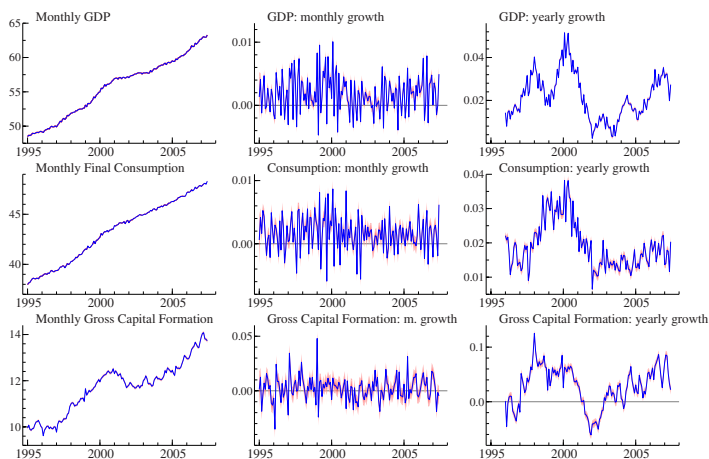 Monthly GDP
GDP: monthly growth
GDP: yearly growth
65
60
55
50
0.01
0.00
0.04
0.02
1995 2000 2005
1995 2000 2005
1995 2000 2005
Monthly Final Consumption
Consumption: monthly growth
Consumption: yearly growth
45
40
0.01
0.00
0.04
0.03
0.02
0.01
1995 2000 2005
1995 2000 2005
1995 2000 2005
Monthly Gross Capital Formation
Gross Capital Formation: m. growth
Gross Capital Formation: yearly growth
14
12
10
0.05
0.00
0.1
0.0
1995 2000 2005
1995 2000 2005
1995 2000 2005